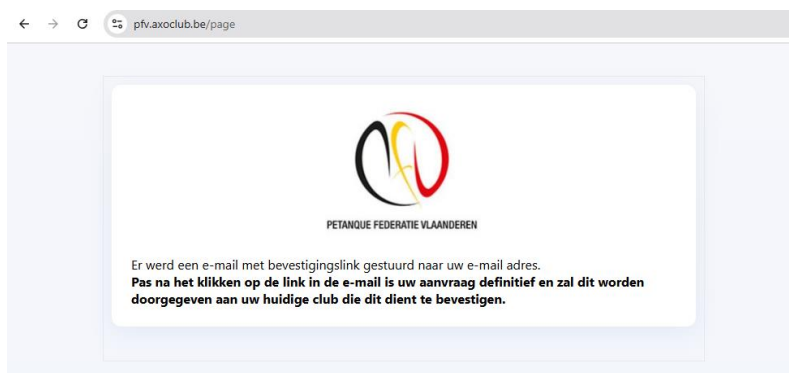 pfv.axoclub.be/page
PETANQUE FEDERATIE VLAANDEREN
Er werd een e-mail met bevestigingslink gestuurd naar uw e-mail adres.
Pas na het klikken op de link in de e-mail is uw aanvraag definitief en zal dit worden
doorgegeven aan uw huidige club die dit dient te bevestigen.